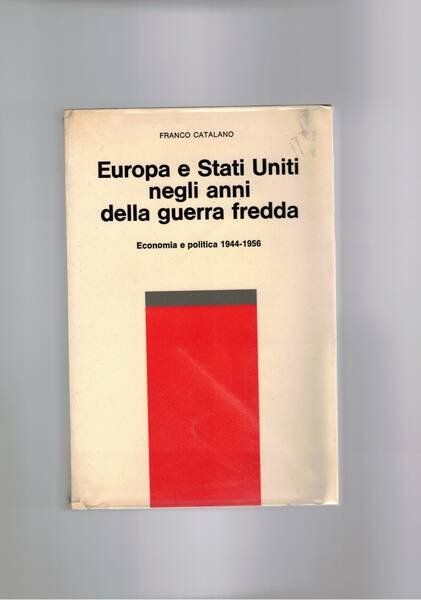 FRANCO CATALANO
Europa e Stati Uniti
negli anni
della guerra fredda
Economia e politica 1944-1956